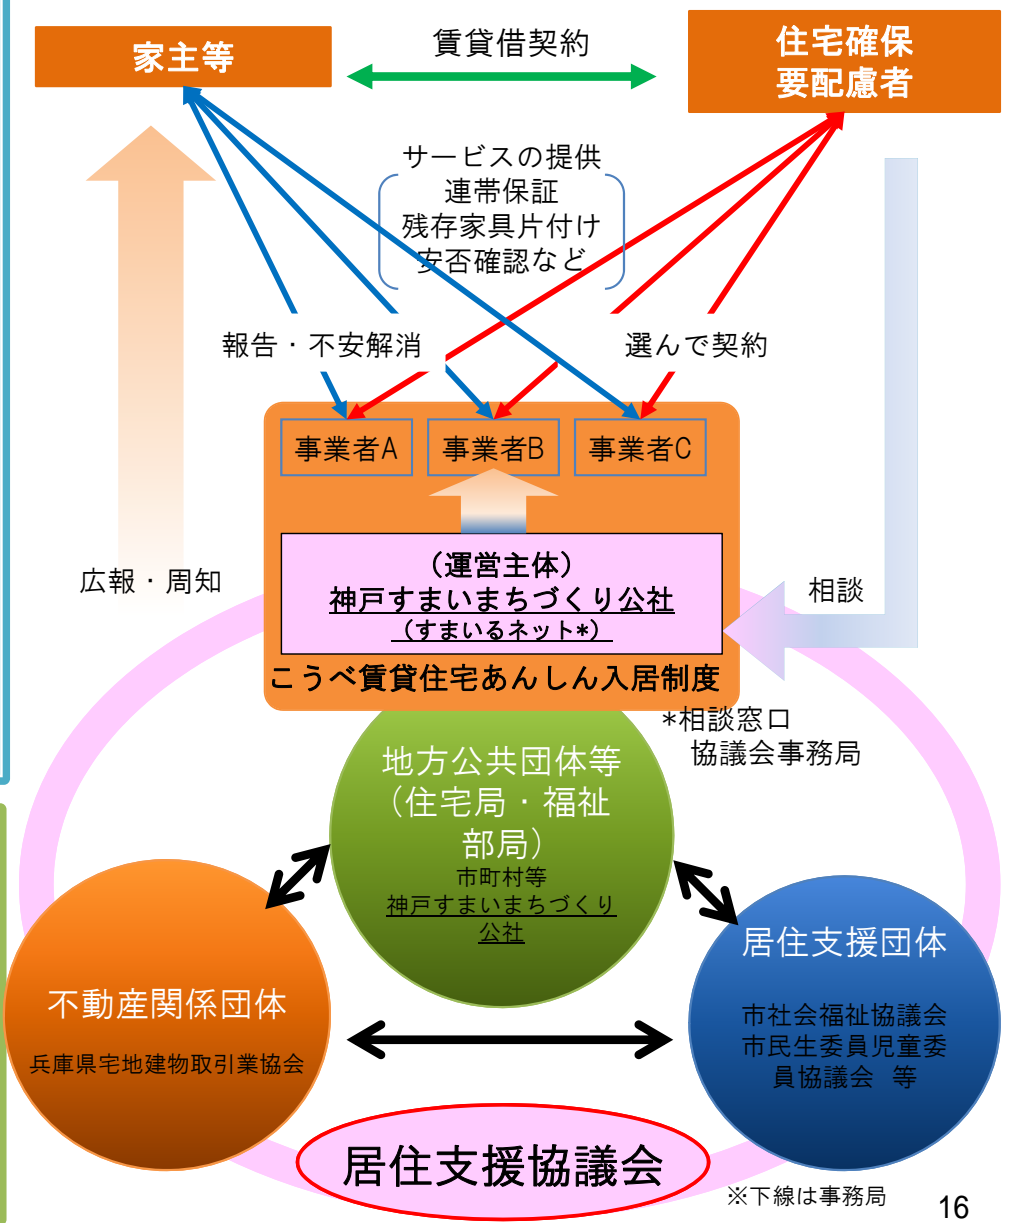 家主等
賃貸借契約
住宅確保
要配慮者
サービスの提供
連帯保証
残存家具片付け
安否確認など
報告・不安解消
選んで契約
事業者A
事業者B
事業者C
広報・周知
(運営主体)
神戸すまいまちづくり公社
(すまいるネット*)
相談
こうべ賃貸住宅あんしん入居制度
*相談窓口
協議会事務局
地方公共団体等
(住宅局・福祉
部局)
市町村等
神戸すまいまちづくり
公社
不動産関係団体
兵庫県宅地建物取引業協会
居住支援団体
市社会福祉協議会
市民生委員児童委
員協議会 等
居住支援協議会
※下線は事務局
16